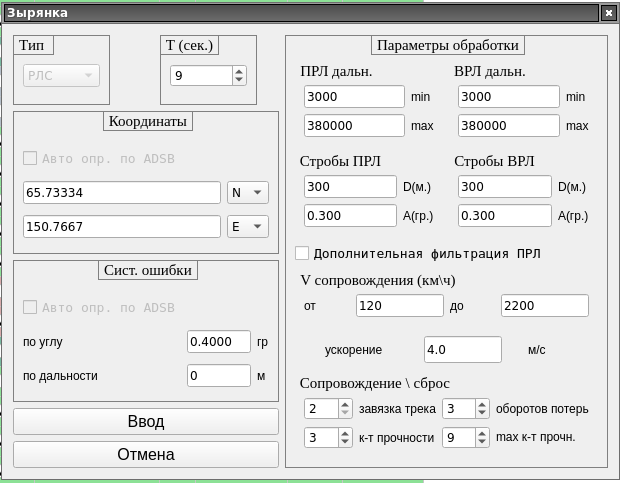 Зырянка
Тип
T (сек.)
РЛС
9
Координаты
Авто опр. по ADSB
65.73334 N
150.7667 E
Сист. ошибки
Авто опр. по ADSB
по углу 0.4000 гр
по дальности 0 м
Ввод
Отмена
Параметры обработки
ПРЛ дальн. ВРЛ дальн.
3000 min 3000 min
380000 max 380000 max
Стробы ПРЛ Стробы ВРЛ
300 D(м.) 300 D(м.)
0.300 А(гр.) 0.300 А(гр.)
Дополнительная фильтрация ПРЛ
V сопровождения (км\ч)
от 120 до 2200
ускорение 4.0 м/с
Сопровождение \ сброс
2 завязка трека 3 оборотов потерь
3 к-т прочности 9 max к-т прочн.